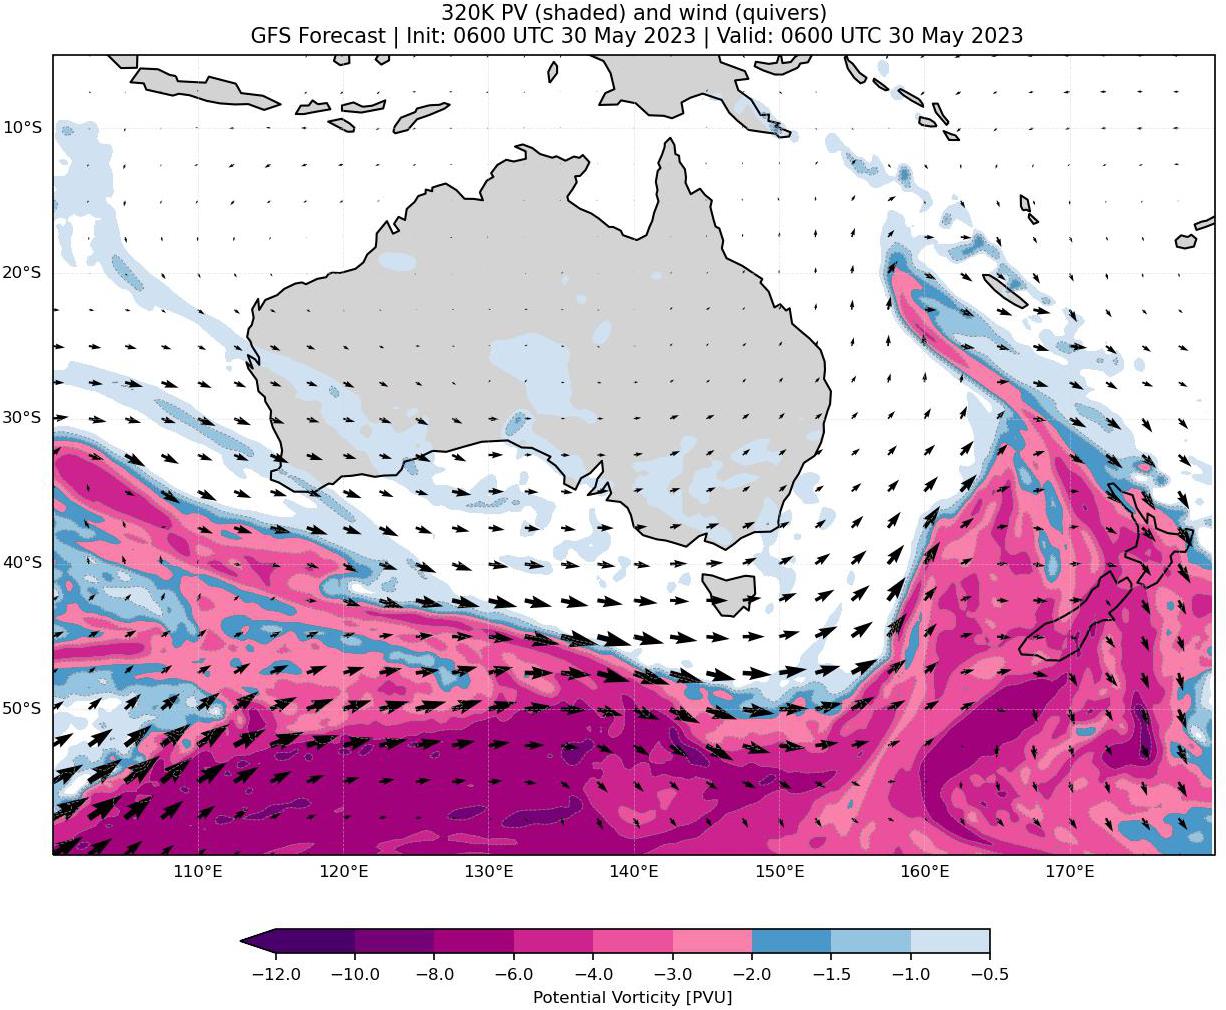 320K PV (shaded) and wind (quivers)
GFS Forecast | Init: 0600 UTC 30 May 2023 | Valid: 0600 UTC 30 May 2023
10°S
20°S
30°S
40°S
50°S
110°E 120°E 130°E 140°E 150°E 160°E 170°E
−12.0 −10.0 −8.0 −6.0 −4.0 −3.0 −2.0 −1.5 −1.0 −0.5
Potential Vorticity [PVU]